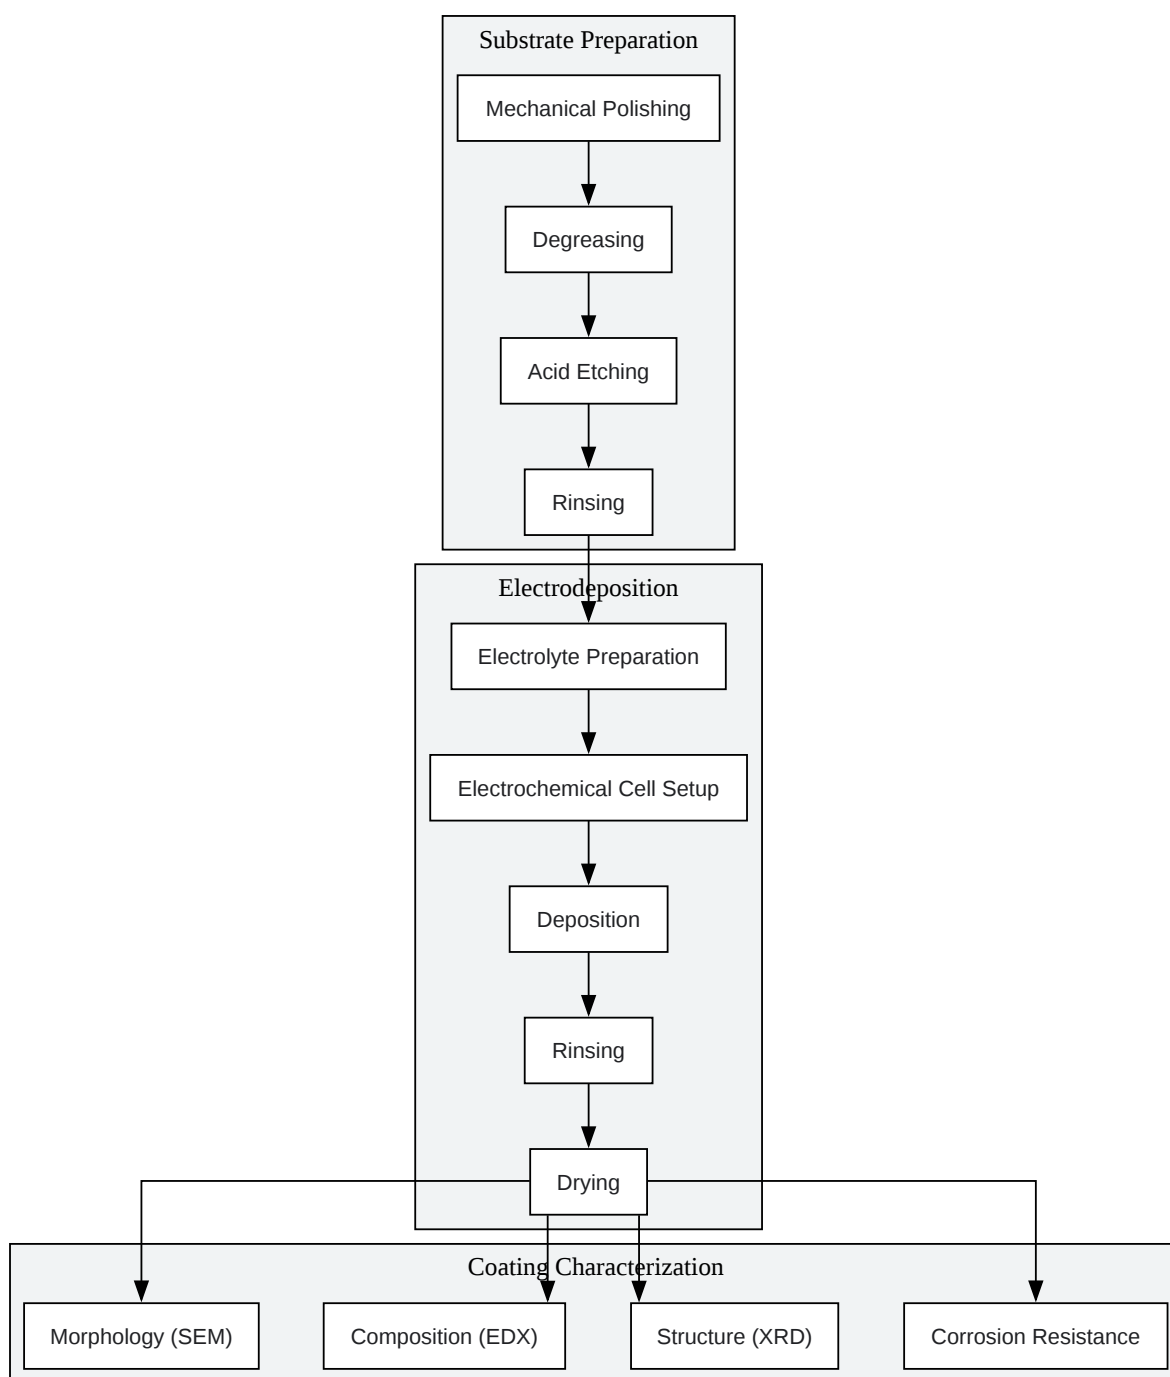 Substrate Preparation
Mechanical Polishing
Degreasing
Acid Etching
Rinsing
Electrodeposition
Electrolyte Preparation
Electrochemical Cell Setup
Deposition
Rinsing
Drying
Coating Characterization
Morphology (SEM)
Composition (EDX)
Structure (XRD)
Corrosion Resistance